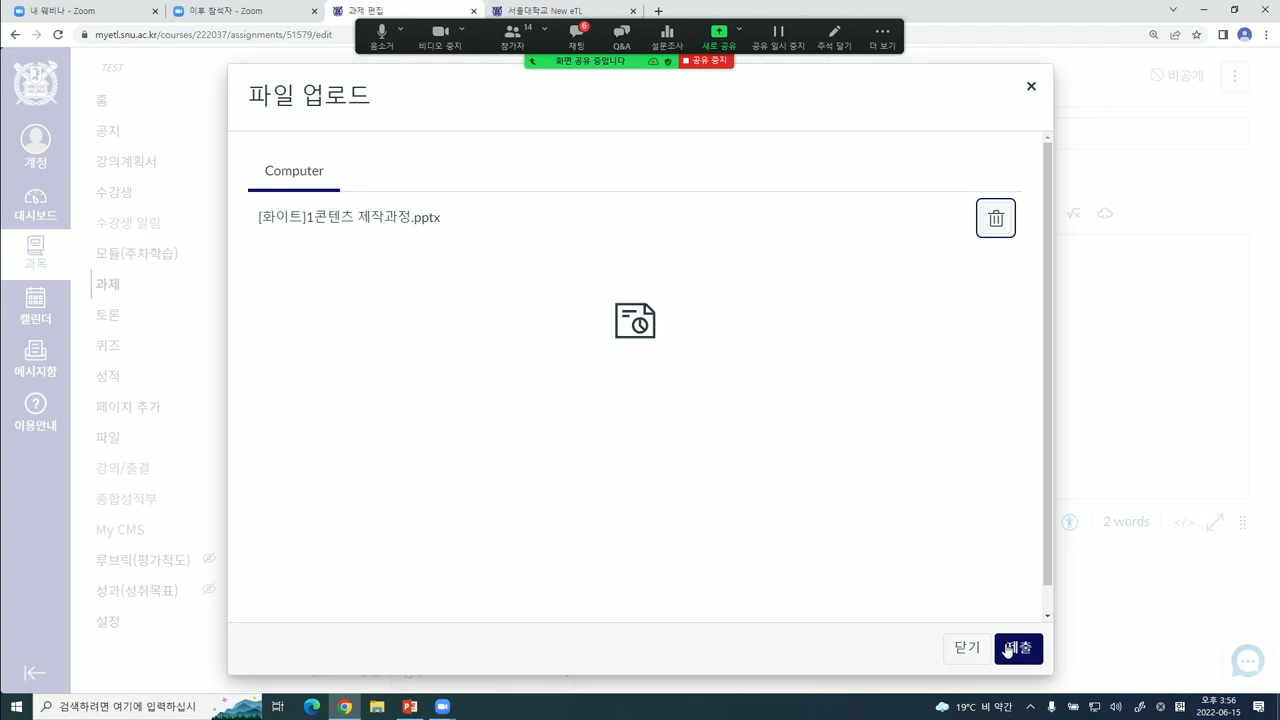 내 웨비나 - Zoom
이후 참석자 - Zoom
과제 편집
서울대학교 New eTL
myetl.snu.ac.kr/courses/222037/assignments/51579/edit
음소거
비디오 중지
14
참가자
6
채팅
Q&A
설문조사
새로 공유
공유 일시 중지
주석 달기
더 보기
화면 공유 중입니다
공유 중지
TEST
비공개
계정
대시보드
과목
캘린더
메시지함
이용안내
홈
공지
강의계획서
수강생
수강생 알림
모듈(주차학습)
과제
토론
퀴즈
성적
페이지 추가
파일
강의/출결
종합성적부
My CMS
루브릭(평가척도)
성과(성취목표)
설정
파일 업로드
Computer
[화이트]1콘텐츠 제작과정.pptx
2 words
</>
닫기
제출
검색하려면 여기에 입력하십시
19°C 비 약간
오후 3:56
2022-06-15